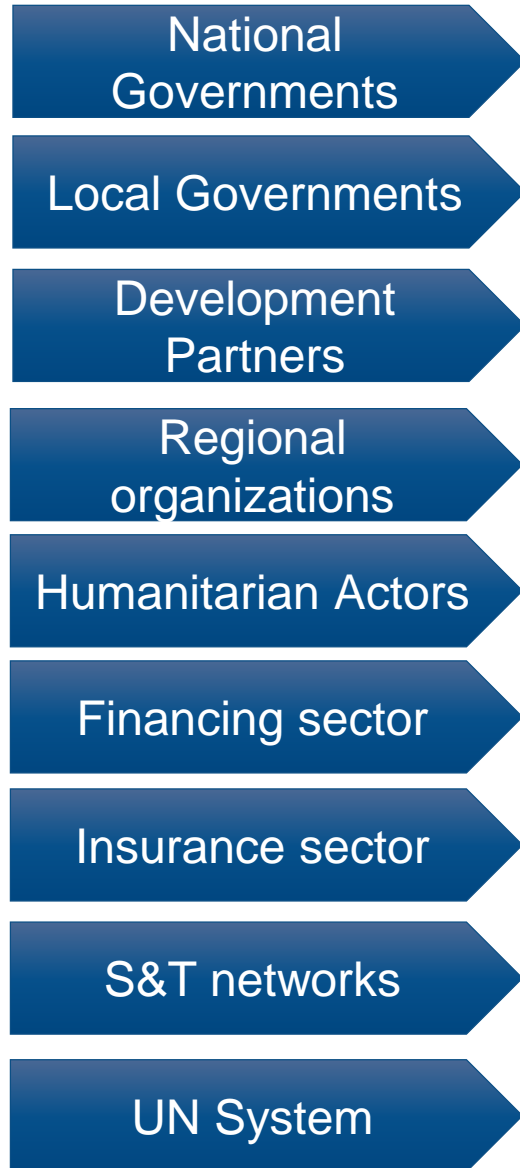 National
Governments
Local Governments
Development
Partners
Regional
organizations
Humanitarian Actors
Financing sector
Insurance sector
S&T networks
UN System